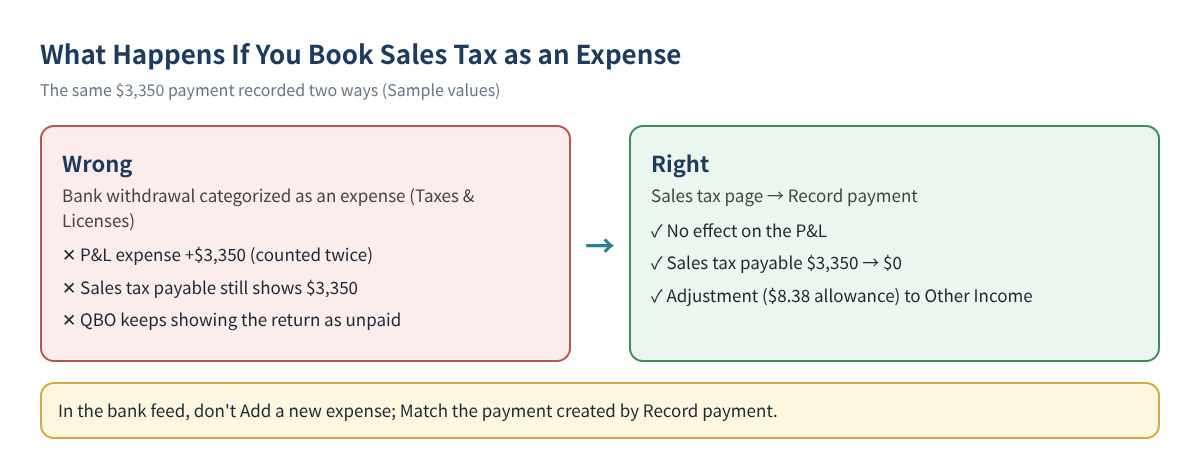 What Happens If You Book Sales Tax as an Expense
The same $3,350 payment recorded two ways (Sample values)
Wrong
Bank withdrawal categorized as an expense (Taxes &
Licenses)
✕ P&L expense +$3,350 (counted twice)
✕ Sales tax payable still shows $3,350
✕ QBO keeps showing the return as unpaid
→
Right
Sales tax page → Record payment
✓ No effect on the P&L
✓ Sales tax payable $3,350 → $0
✓ Adjustment ($8.38 allowance) to Other Income
In the bank feed, don't Add a new expense; Match the payment created by Record payment.